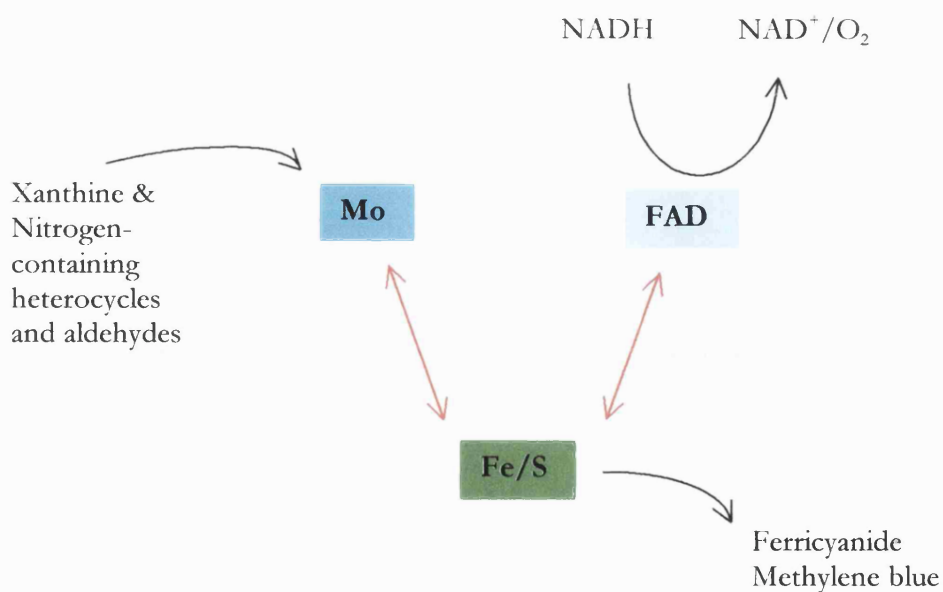 NADH NAD⁺/O₂
Xanthine &
Nitrogen-
containing
heterocycles
and aldehydes
Mo
FAD
Fe/S
Ferricyanide
Methylene blue